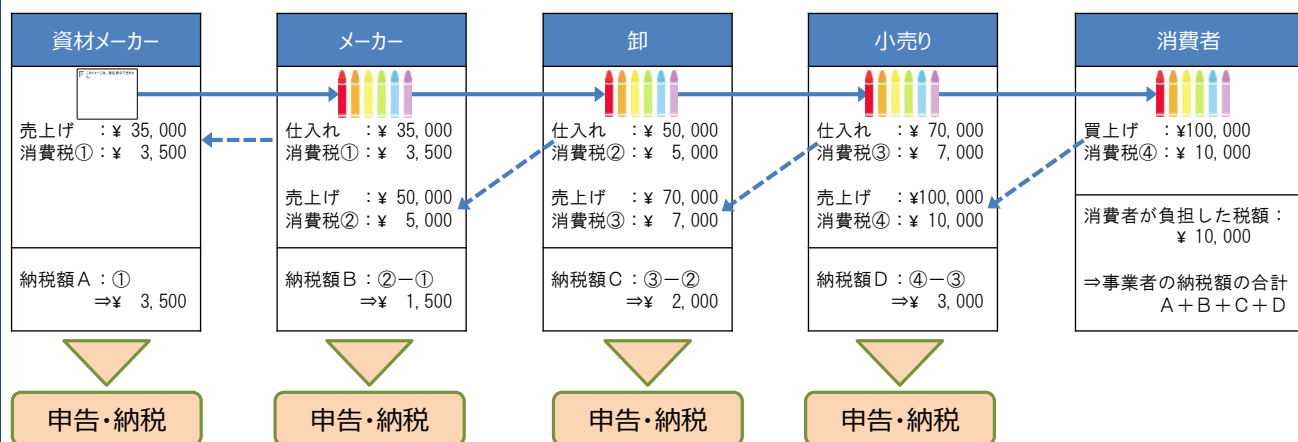 資材メーカー
売上げ　：¥ 35,000
消費税①：¥ 3,500
納税額A：①
⇒¥ 3,500
申告・納税
メーカー
仕入れ　：¥ 35,000
消費税①：¥ 3,500
売上げ　：¥ 50,000
消費税②：¥ 5,000
納税額B：②－①
⇒¥ 1,500
申告・納税
卸
仕入れ　：¥ 50,000
消費税②：¥ 5,000
売上げ　：¥ 70,000
消費税③：¥ 7,000
納税額C：③－②
⇒¥ 2,000
申告・納税
小売り
仕入れ　：¥ 70,000
消費税③：¥ 7,000
売上げ　：¥100,000
消費税④：¥ 10,000
納税額D：④－③
⇒¥ 3,000
申告・納税
消費者
買上げ　：¥100,000
消費税④：¥ 10,000
消費者が負担した税額：
¥ 10,000
⇒事業者の納税額の合計
A＋B＋C＋D